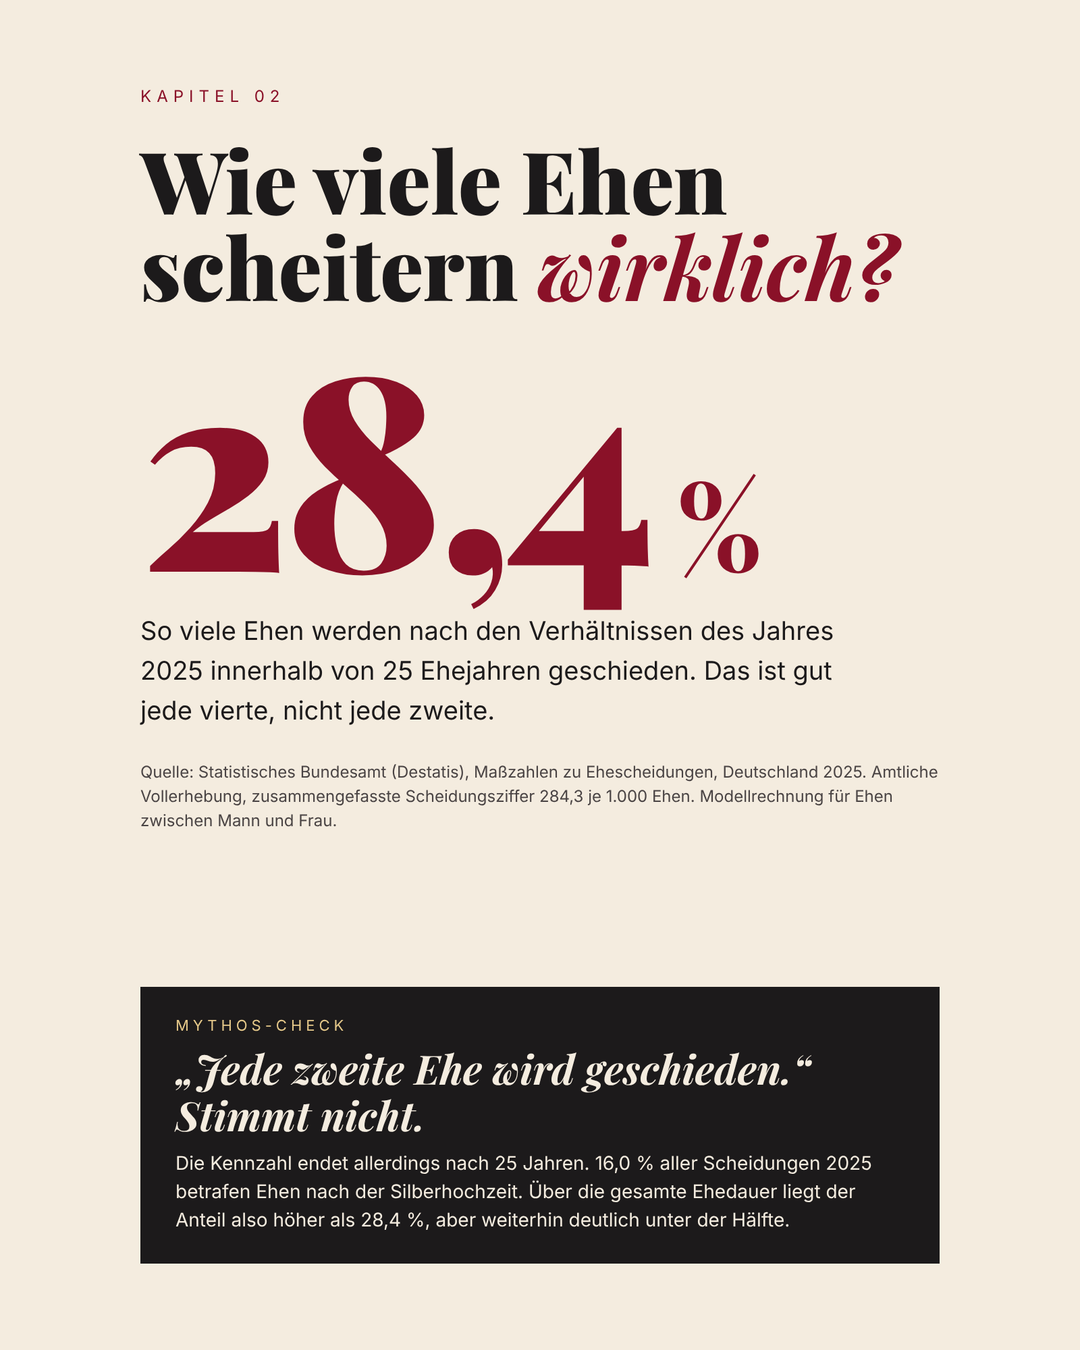 KAPITEL 02
Wie viele Ehen
scheitern wirklich?
28,4 %
So viele Ehen werden nach den Verhältnissen des Jahres
2025 innerhalb von 25 Ehejahren geschieden. Das ist gut
jede vierte, nicht jede zweite.
Quelle: Statistisches Bundesamt (Destatis), Maßzahlen zu Ehescheidungen, Deutschland 2025. Amtliche
Vollerhebung, zusammengefasste Scheidungsziffer 284,3 je 1.000 Ehen. Modellrechnung für Ehen
zwischen Mann und Frau.
MYTHOS-CHECK
„Jede zweite Ehe wird geschieden.“
Stimmt nicht.
Die Kennzahl endet allerdings nach 25 Jahren. 16,0 % aller Scheidungen 2025
betrafen Ehen nach der Silberhochzeit. Über die gesamte Ehedauer liegt der
Anteil also höher als 28,4 %, aber weiterhin deutlich unter der Hälfte.